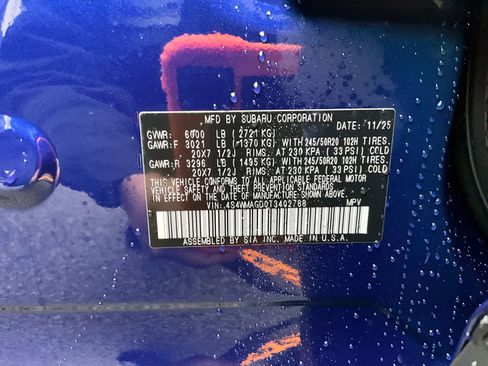 MFD BY SUBARU CORPORATION DATE: 11/25
GVWR: 6000 LB (2721 KG)
GAWR:F 3021 LB (1370 KG) FOR 245/50R20 102H TIRES
20X7 1/2J RIMS, AT 230 KPA (33 PSI) COLD
GAWR:R 3296 LB (1495 KG) 245/50R20 102H
20X7 1/2J RIMS, AT 230 KPA (33 PSI) COLD
THIS VEHICLE CONFORMS TO ALL APPLICABLE FEDERAL MOTOR
VEHICLE SAFETY AND THEFT PREVENTION STANDARDS
IN EFFECT ON THE DATE OF MANUFACTURE SHOWN ABOVE.
VIN: 4S4WMAGD0T3402788 MPV
ASSEMBLED BY SIA INC. MADE IN U.S.A.